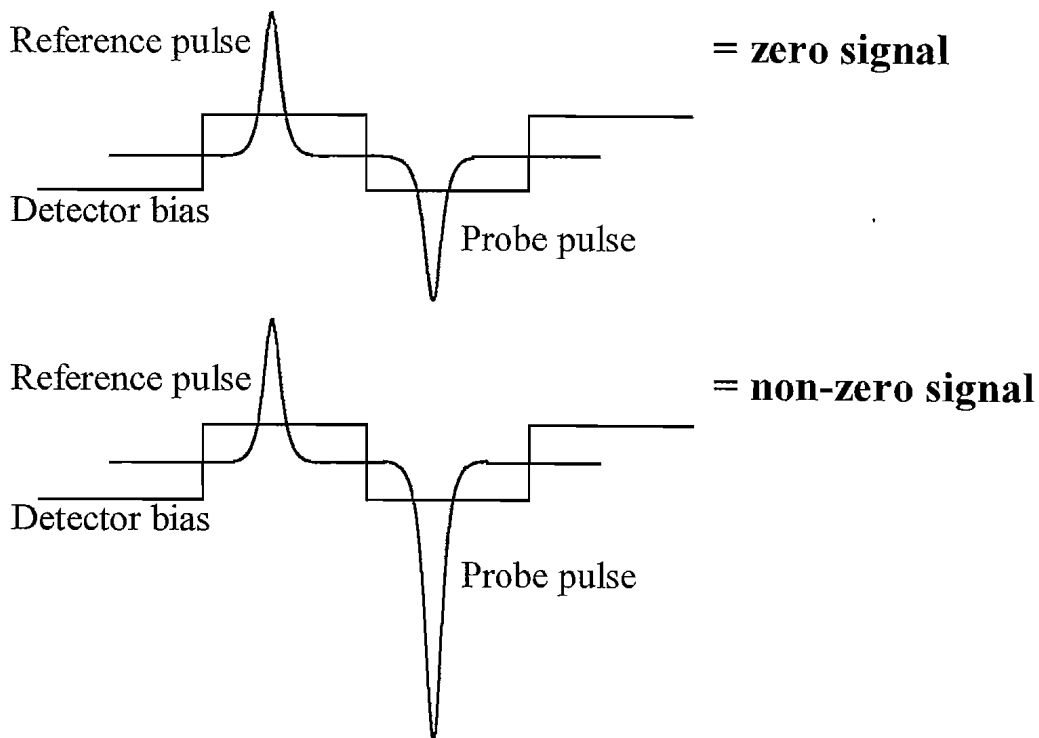 Reference pulse
= zero signal
Detector bias
Probe pulse
Reference pulse
= non-zero signal
Detector bias
Probe pulse